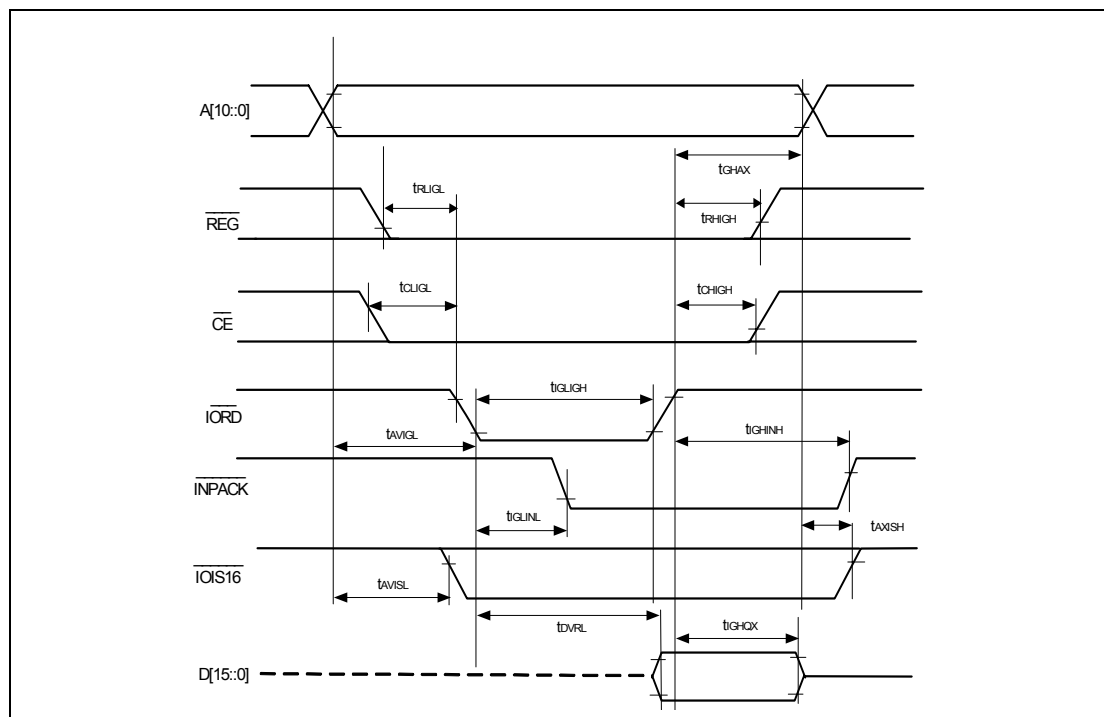 A[10::0]
tGHAX
tRLIGL
tRHIGH
REG
tCLIGL
tCHIGH
CE
tIGLIGH
IORD
tIGHINH
tAVIGL
INPACK
tIGLINL
tAXISH
IOIS16
tAVISL
tDVRL
tIGHQX
D[15::0]